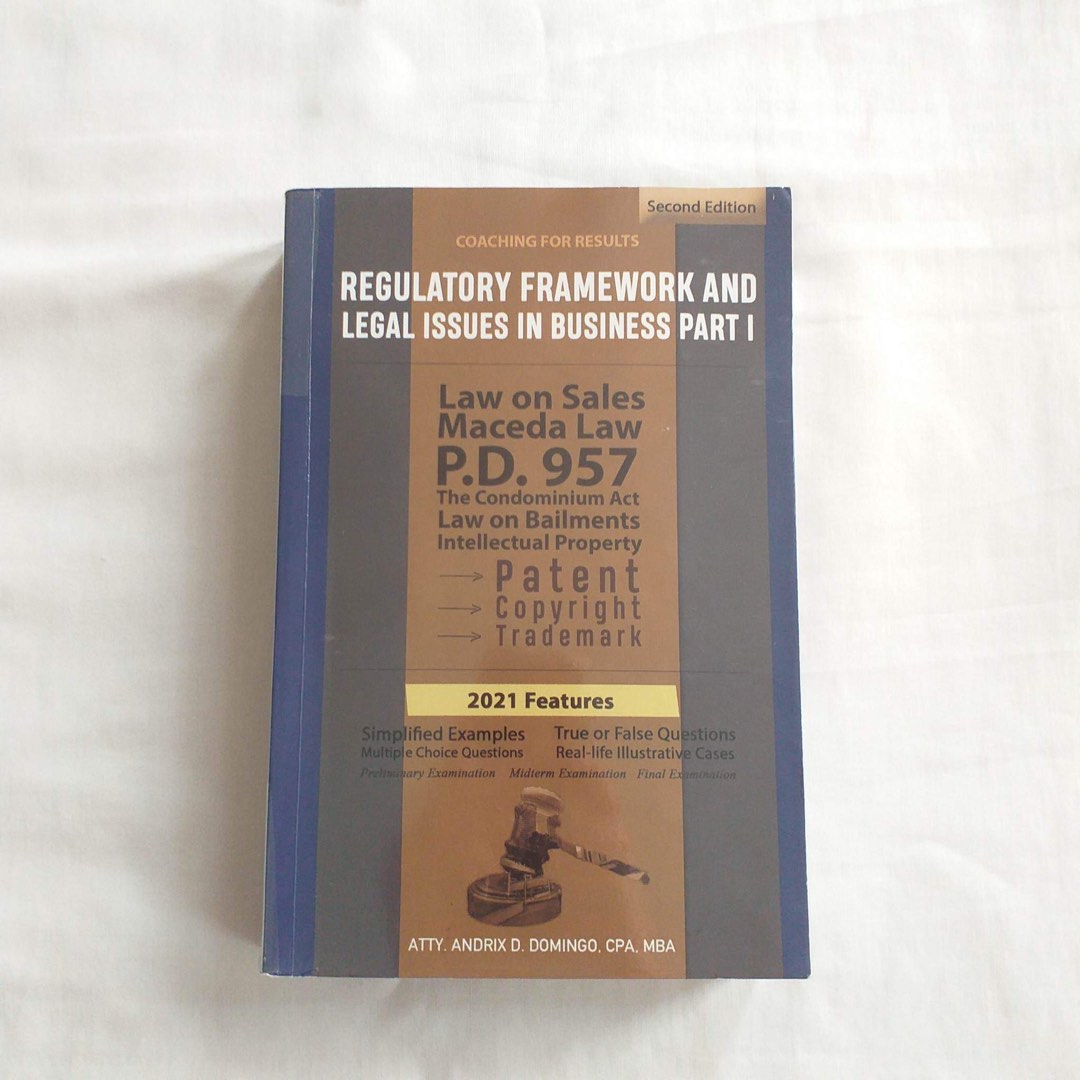 Second Edition
COACHING FOR RESULTS
REGULATORY FRAMEWORK AND
LEGAL ISSUES IN BUSINESS PART I
Law on Sales
Maceda Law
P.D. 957
The Condominium Act
Law on Bailments
Intellectual Property
→ Patent
→ Copyright
→ Trademark
2021 Features
Simplified Examples True or False Questions
Multiple Choice Questions Real-life Illustrative Cases
Preliminary Examination Midterm Examination Final Examination
ATTY. ANDRIX D. DOMINGO, CPA, MBA